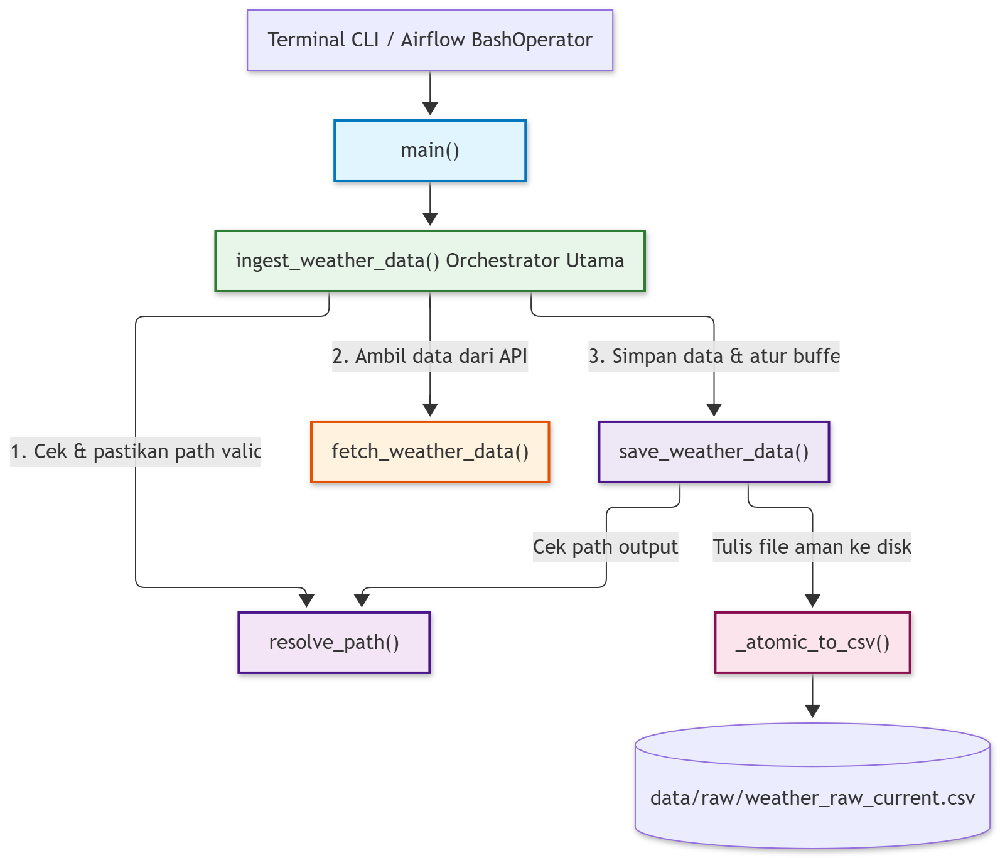 Terminal CLI / Airflow BashOperator
main()
ingest_weather_data() Orchestrator Utama
2. Ambil data dari API
3. Simpan data & atur buffe
1. Cek & pastikan path valid
fetch_weather_data()
save_weather_data()
Cek path output
Tulis file aman ke disk
resolve_path()
_atomic_to_csv()
data/raw/weather_raw_current.csv